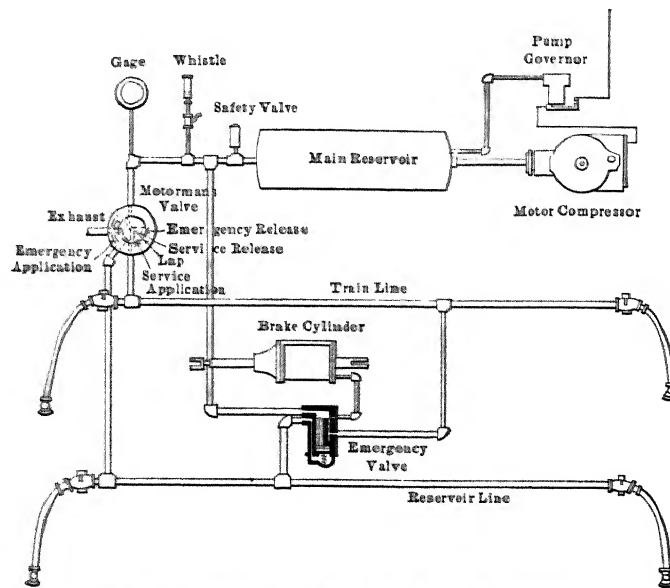 Pump
Governor
Gage
Whistle
Safety Valve
Main Reservoir
Motor Compressor
Motormans
Valve
Exhaust
Emergency Release
Service Release
Lap
Emergency
Application
Service
Application
Train Line
Brake Cylinder
Emergency
Valve
Reservoir Line